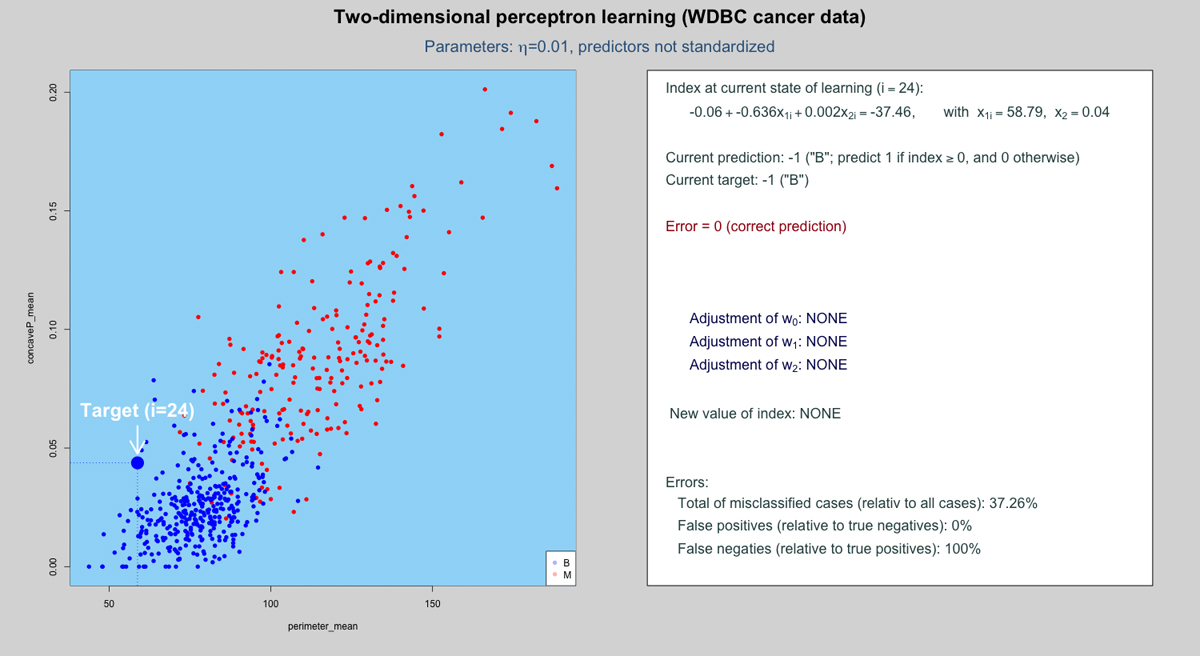 Two-dimensional perceptron learning (WDBC cancer data)
Parameters: η=0.01, predictors not standardized
concaveP_mean
0.20
0.15
0.10
0.05
0.00
Target (i=24)
B
M
50
100
150
perimeter_mean
Index at current state of learning (i = 24):
-0.06 + -0.636x1i + 0.002x2i = -37.46, with x1i = 58.79, x2 = 0.04
Current prediction: -1 ("B"; predict 1 if index ≥ 0, and 0 otherwise)
Current target: -1 ("B")
Error = 0 (correct prediction)
Adjustment of w0: NONE
Adjustment of w1: NONE
Adjustment of w2: NONE
New value of index: NONE
Errors:
Total of misclassified cases (relativ to all cases): 37.26%
False positives (relative to true negatives): 0%
False negaties (relative to true positives): 100%